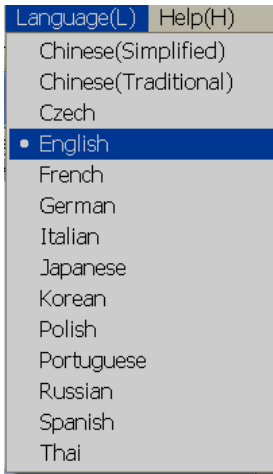 Language(L) Help(H)
Chinese(Simplified)
Chinese(Traditional)
Czech
English
French
German
Italian
Japanese
Korean
Polish
Portuguese
Russian
Spanish
Thai